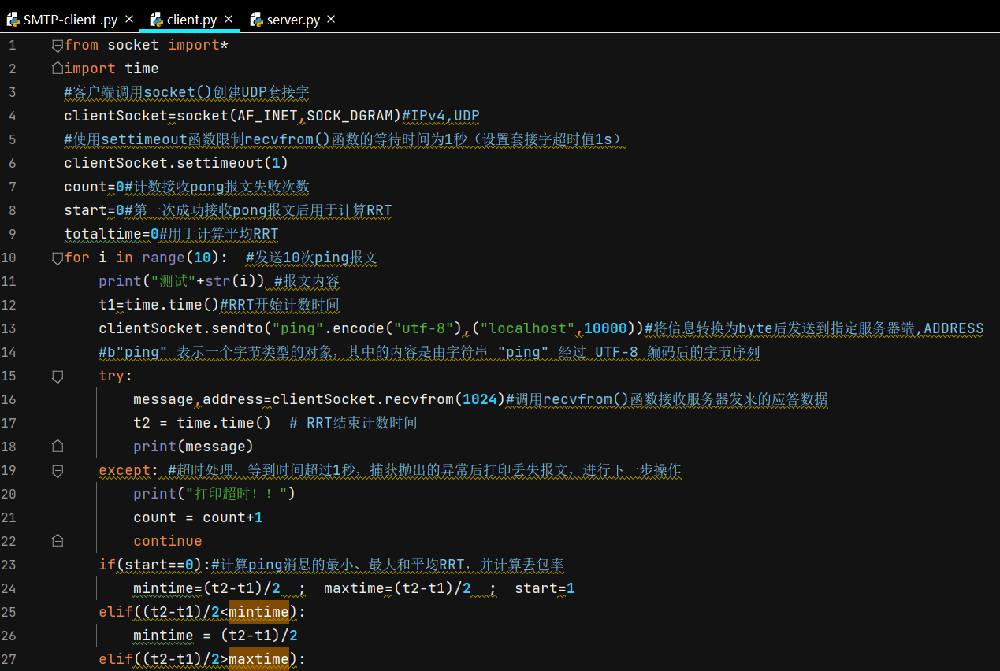 SMTP-client .py × client.py × server.py ×
1 from socket import*
2 import time
3 #客户端调用socket()创建UDP套接字
4 clientSocket=socket(AF_INET,SOCK_DGRAM)#IPv4,UDP
5 #使用settimeout函数限制recvfrom()函数的等待时间为1秒（设置套接字超时值1s）
6 clientSocket.settimeout(1)
7 count=0#计数接收pong报文失败次数
8 start=0#第一次成功接收pong报文后用于计算RRT
9 totaltime=0#用于计算平均RRT
10 for i in range(10):  #发送10次ping报文
11 print("测试"+str(i)) #报文内容
12 t1=time.time()#RRT开始计数时间
13 clientSocket.sendto("ping".encode("utf-8"),("localhost",10000))#将信息转换为byte后发送到指定服务器端,ADDRESS
14 #b"ping" 表示一个字节类型的对象，其中的内容是由字符串 "ping" 经过 UTF-8 编码后的字节序列
15 try:
16 message,address=clientSocket.recvfrom(1024)#调用recvfrom()函数接收服务器发来的应答数据
17 t2 = time.time()  # RRT结束计数时间
18 print(message)
19 except: #超时处理，等到时间超过1秒，捕获抛出的异常后打印丢失报文，进行下一步操作
20 print("打印超时！！")
21 count = count+1
22 continue
23 if(start==0):#计算ping消息的最小、最大和平均RRT，并计算丢包率
24 mintime=(t2-t1)/2  ;  maxtime=(t2-t1)/2  ;  start=1
25 elif((t2-t1)/2<mintime):
26 mintime = (t2-t1)/2
27 elif((t2-t1)/2>maxtime):